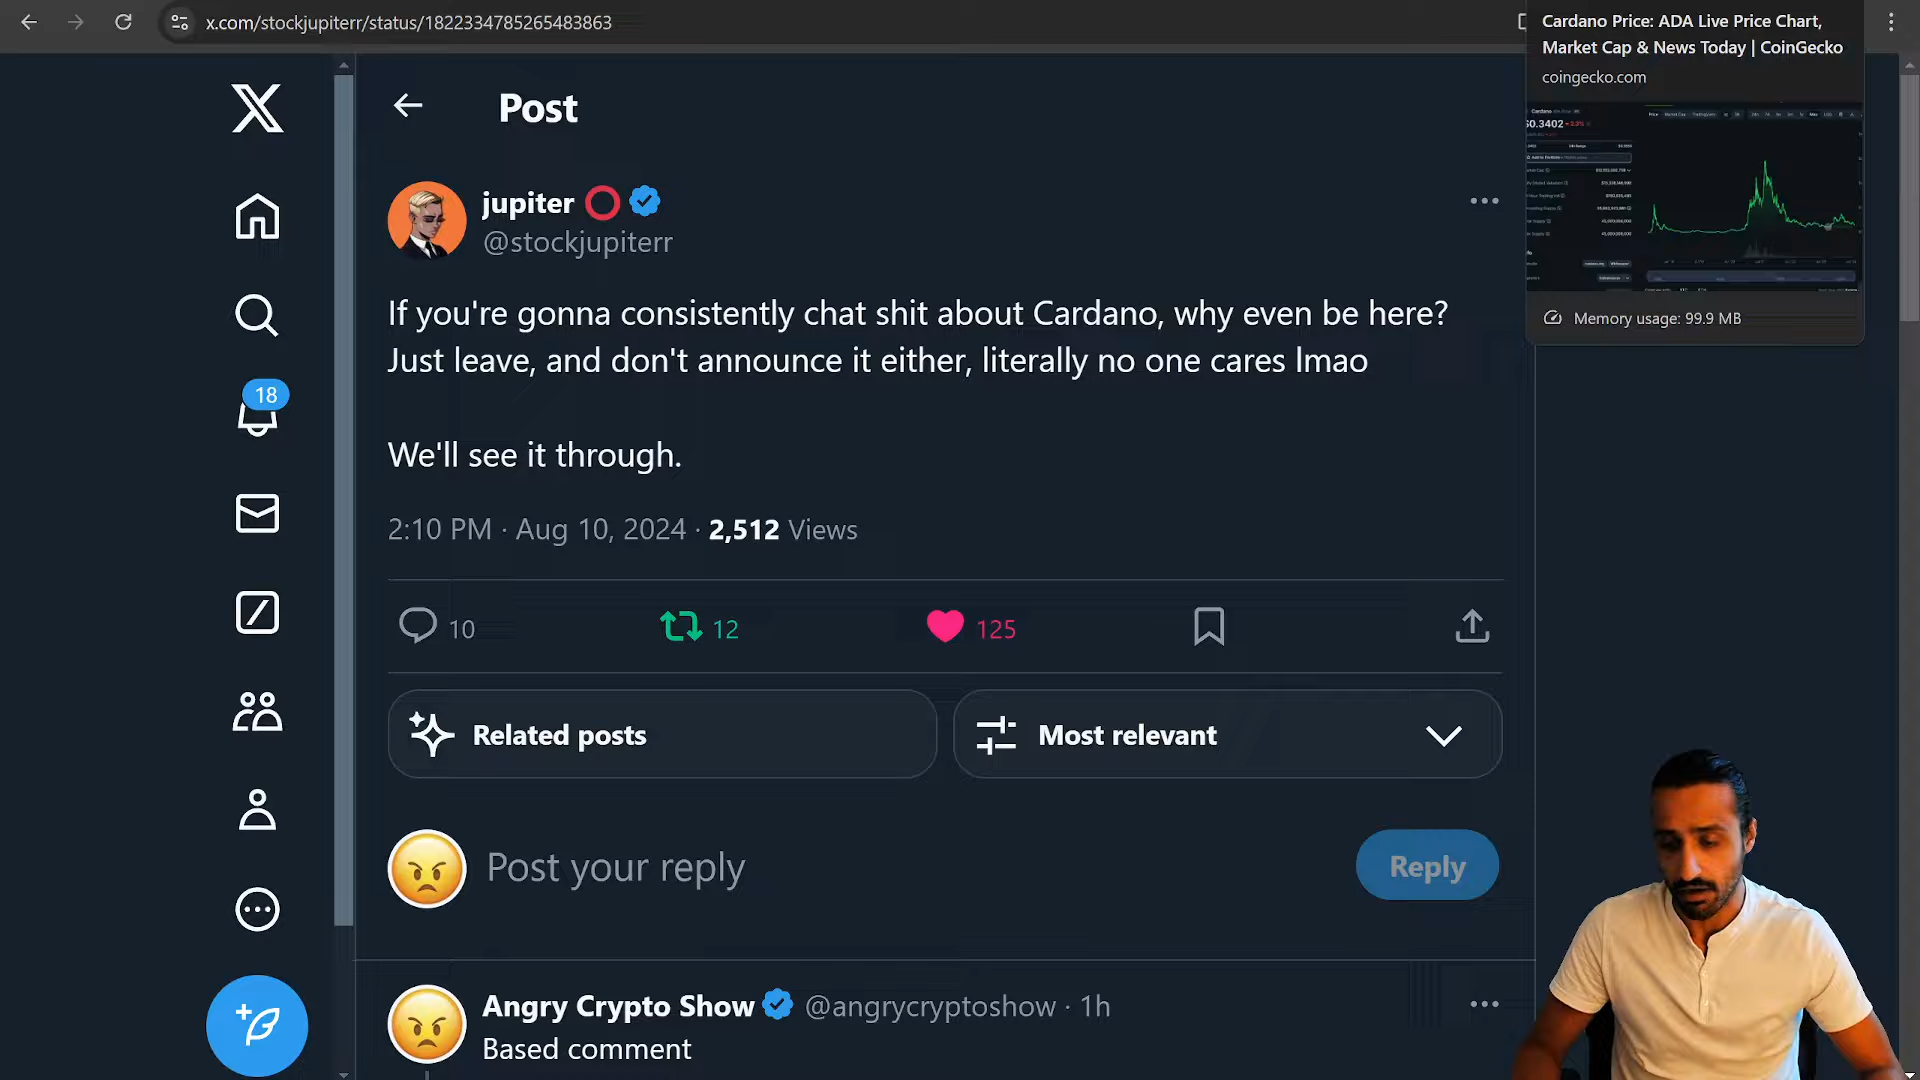 x.com/stockjupiterr/status/1822334785265483863
Cardano Price: ADA Live Price Chart,
Market Cap & News Today | CoinGecko
coingecko.com
$0.3402
Memory usage: 99.9 MB
Post
jupiter
@stockjupiterr
If you're gonna consistently chat shit about Cardano, why even be here?
Just leave, and don't announce it either, literally no one cares lmao
We'll see it through.
2:10 PM · Aug 10, 2024 · 2,512 Views
18
10
12
125
Related posts
Most relevant
Post your reply
Reply
Angry Crypto Show @angrycryptoshow · 1h
Based comment